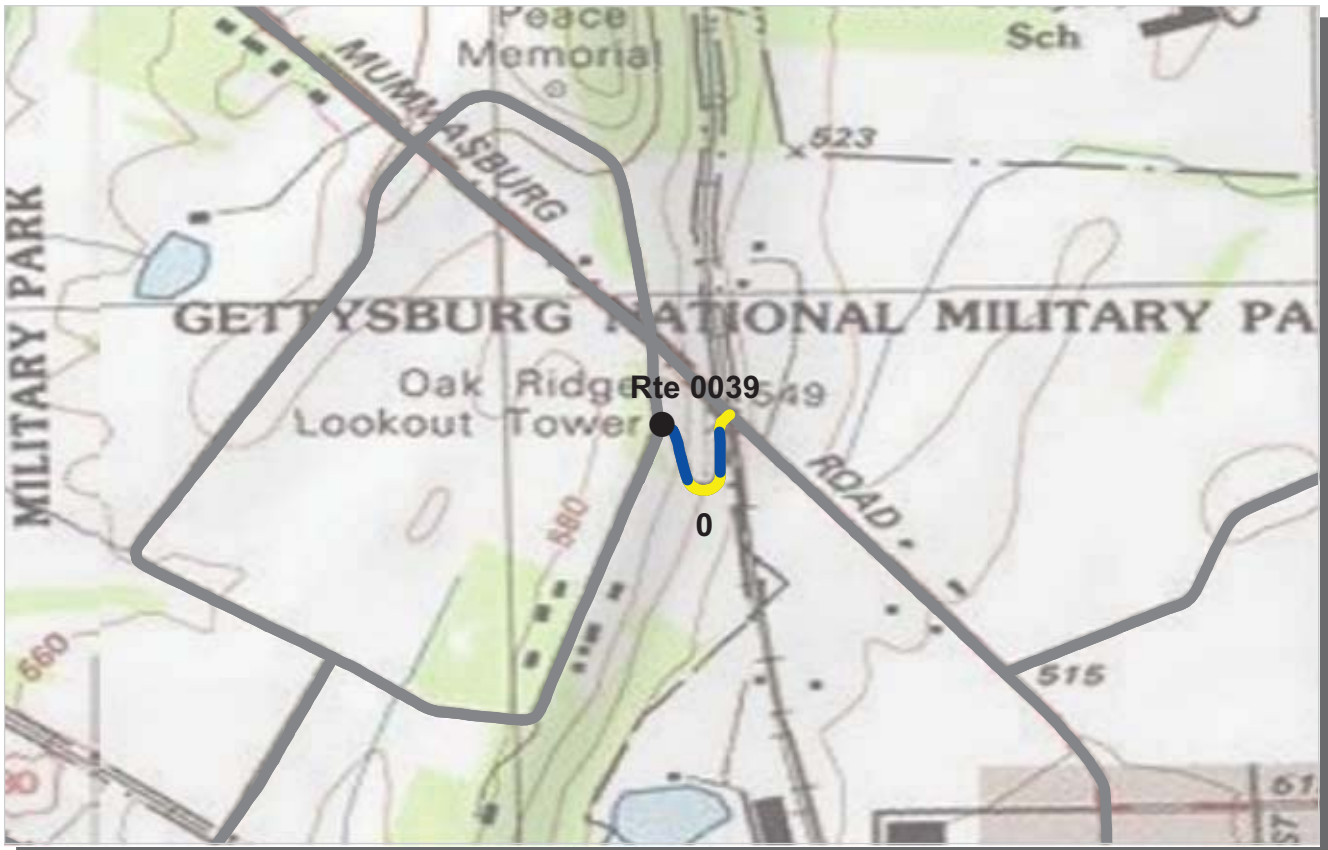 Peace
Memorial
Sch
MUMMASBURG
523
MILITARY PARK
GETTYSBURG NATIONAL MILITARY PA
Oak Ridge
Lookout Tower
Rte 0039
549
ROAD
0
580
560
515